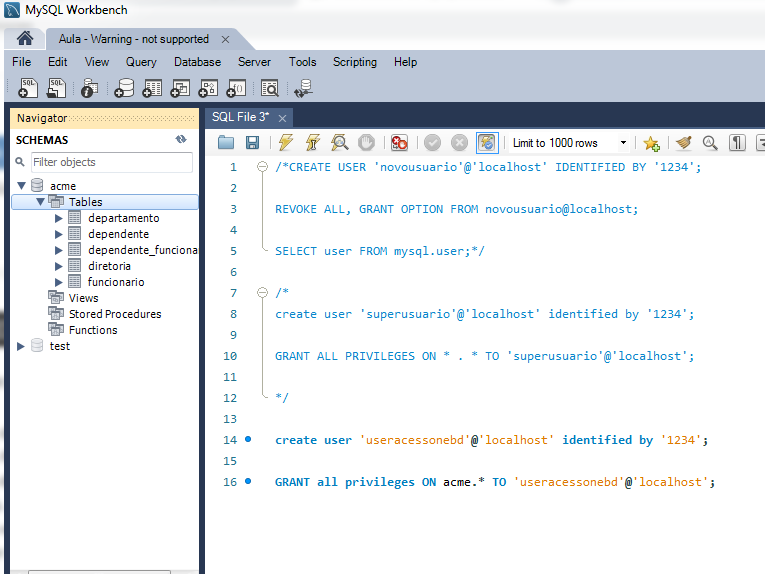 MySQL Workbench
Aula - Warning - not supported
File Edit View Query Database Server Tools Scripting Help
Navigator
SCHEMAS
Filter objects
acme
Tables
departamento
dependente
dependente_funciona
diretoria
funcionario
Views
Stored Procedures
Functions
test
SQL File 3*
Limit to 1000 rows
1 /*CREATE USER 'novousuario'@'localhost' IDENTIFIED BY '1234';
2
3 REVOKE ALL, GRANT OPTION FROM novousuario@localhost;
4
5 SELECT user FROM mysql.user;*/
6
7 /*
8 create user 'superusuario'@'localhost' identified by '1234';
9
10 GRANT ALL PRIVILEGES ON * . * TO 'superusuario'@'localhost';
11
12 */
13
14 create user 'useracessonebd'@'localhost' identified by '1234';
15
16 GRANT all privileges ON acme.* TO 'useracessonebd'@'localhost';